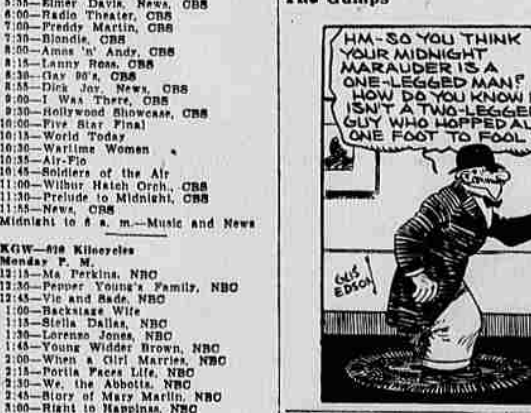 5:55—Elmer Davis, News, CBS
6:00—Radio Theater, CBS
7:00—Freddy Martin, CBS
7:30—Blondie, CBS
8:00—Amos 'n' Andy, CBS
8:15—Lanny Ross, CBS
8:30—Gay 90's, CBS
8:55—Dick Joy, News, CBS
9:00—I Was There, CBS
9:30—Hollywood Showcase, CBS
10:00—Five Star Final
10:15—World Today
10:30—Wartime Women
10:35—Air-Flo
10:45—Soldiers of the Air
11:00—Wilbur Hatch Orch., CBS
11:30—Prelude to Midnight, CBS
11:55—News, CBS
Midnight to 6 a. m.—Music and News
KGW—620 Kilocycles
Monday P. M.
12:15—Ma Perkins, NBC
12:30—Pepper Young's Family, NBC
12:45—Vic and Sade, NBC
1:00—Backstage Wife
1:15—Stella Dallas, NBC
1:30—Lorenzo Jones, NBC
1:45—Young Widder Brown, NBC
2:00—When a Girl Marries, NBC
2:15—Portia Faces Life, NBC
2:30—We, the Abbotts, NBC
2:45—Story of Mary Marlin, NBC
3:00—Right to Happiness, NBC
The Gumps
HM-SO YOU THINK
YOUR MIDNIGHT
MARAUDER IS A
ONE-LEGGED MAN?
HOW DO YOU KNOW
ISN'T A TWO-LEGGED
GUY WHO HOPPED
ONE FOOT TO FOOL
GUS
EDSON